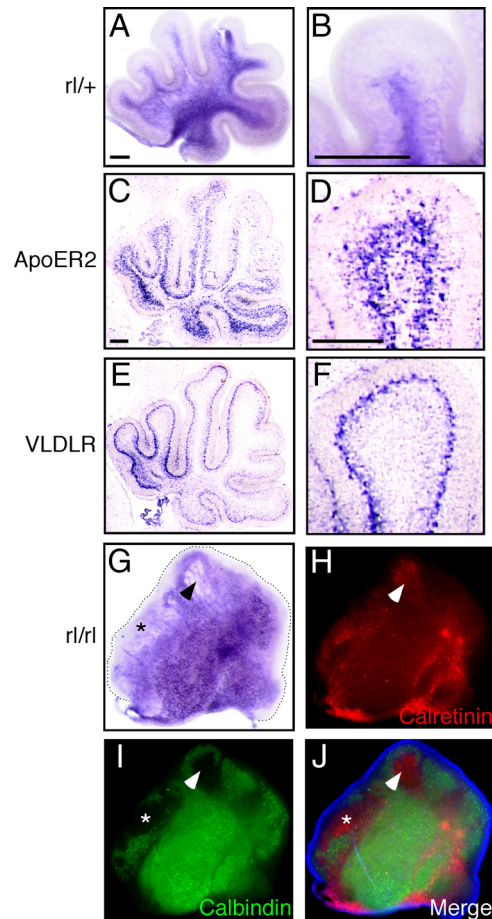 A
B
rl/+
C
D
ApoER2
E
F
VLDLR
G
H
rl/rl
*
Calretinin
I
J
*
*
Calbindin
Merge